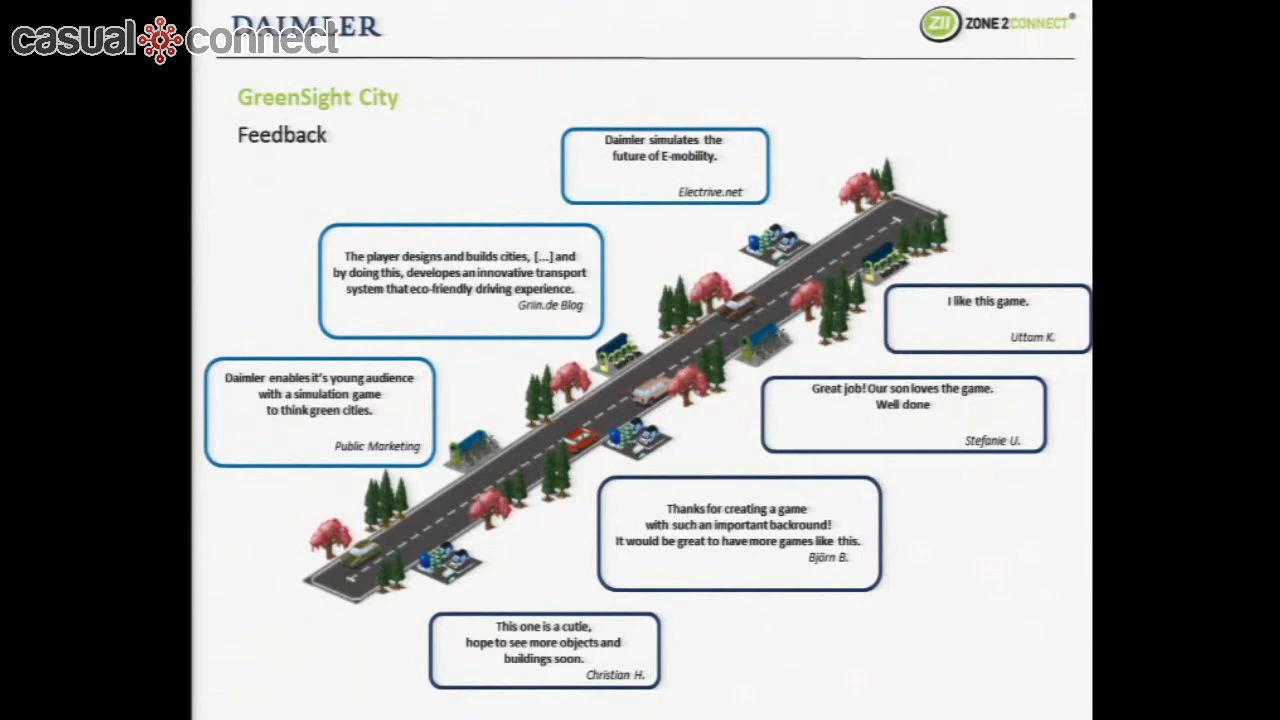 DAIMLER
casual connect
ZII ZONE 2CONNECT®
GreenSight City
Feedback
Daimler simulates the
future of E-mobility.
Electrive.net
The player designs and builds cities, [...] and
by doing this, developes an innovative transport
system that eco-friendly driving experience.
Griin.de Blog
I like this game.
Uttam K.
Daimler enables it's young audience
with a simulation game
to think green cities.
Public Marketing
Great job! Our son loves the game.
Well done
Stefanie U.
Thanks for creating a game
with such an important backround!
It would be great to have more games like this.
Björn B.
This one is a cutie,
hope to see more objects and
buildings soon.
Christian H.